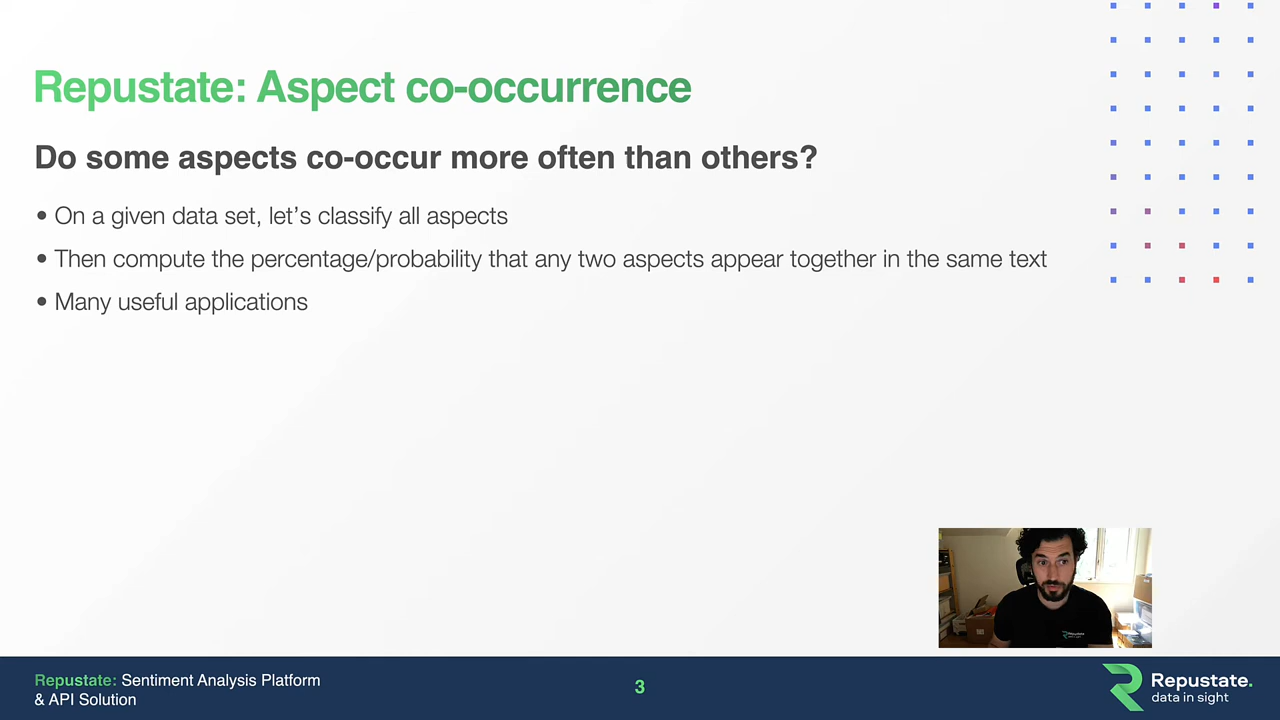 Repustate: Aspect co-occurrence
Do some aspects co-occur more often than others?
• On a given data set, let’s classify all aspects
• Then compute the percentage/probability that any two aspects appear together in the same text
• Many useful applications
Repustate
Repustate: Sentiment Analysis Platform
& API Solution
3
Repustate.
data in sight